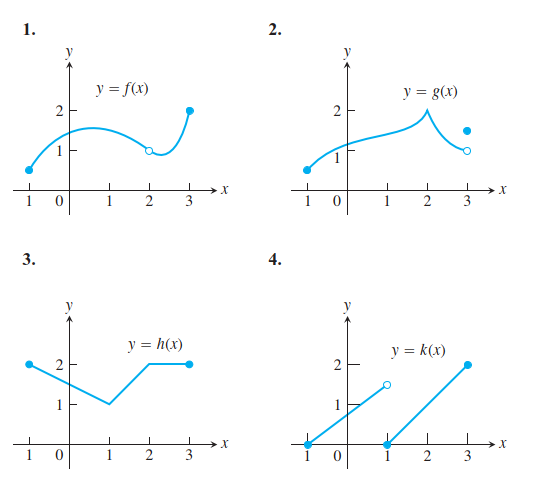 1.
y
y = f(x)
2
1
1 0 1 2 3 x
2.
y
y = g(x)
2
1
1 0 1 2 3 x
3.
y
y = h(x)
2
1
1 0 1 2 3 x
4.
y
y = k(x)
2
1
1 0 1 2 3 x